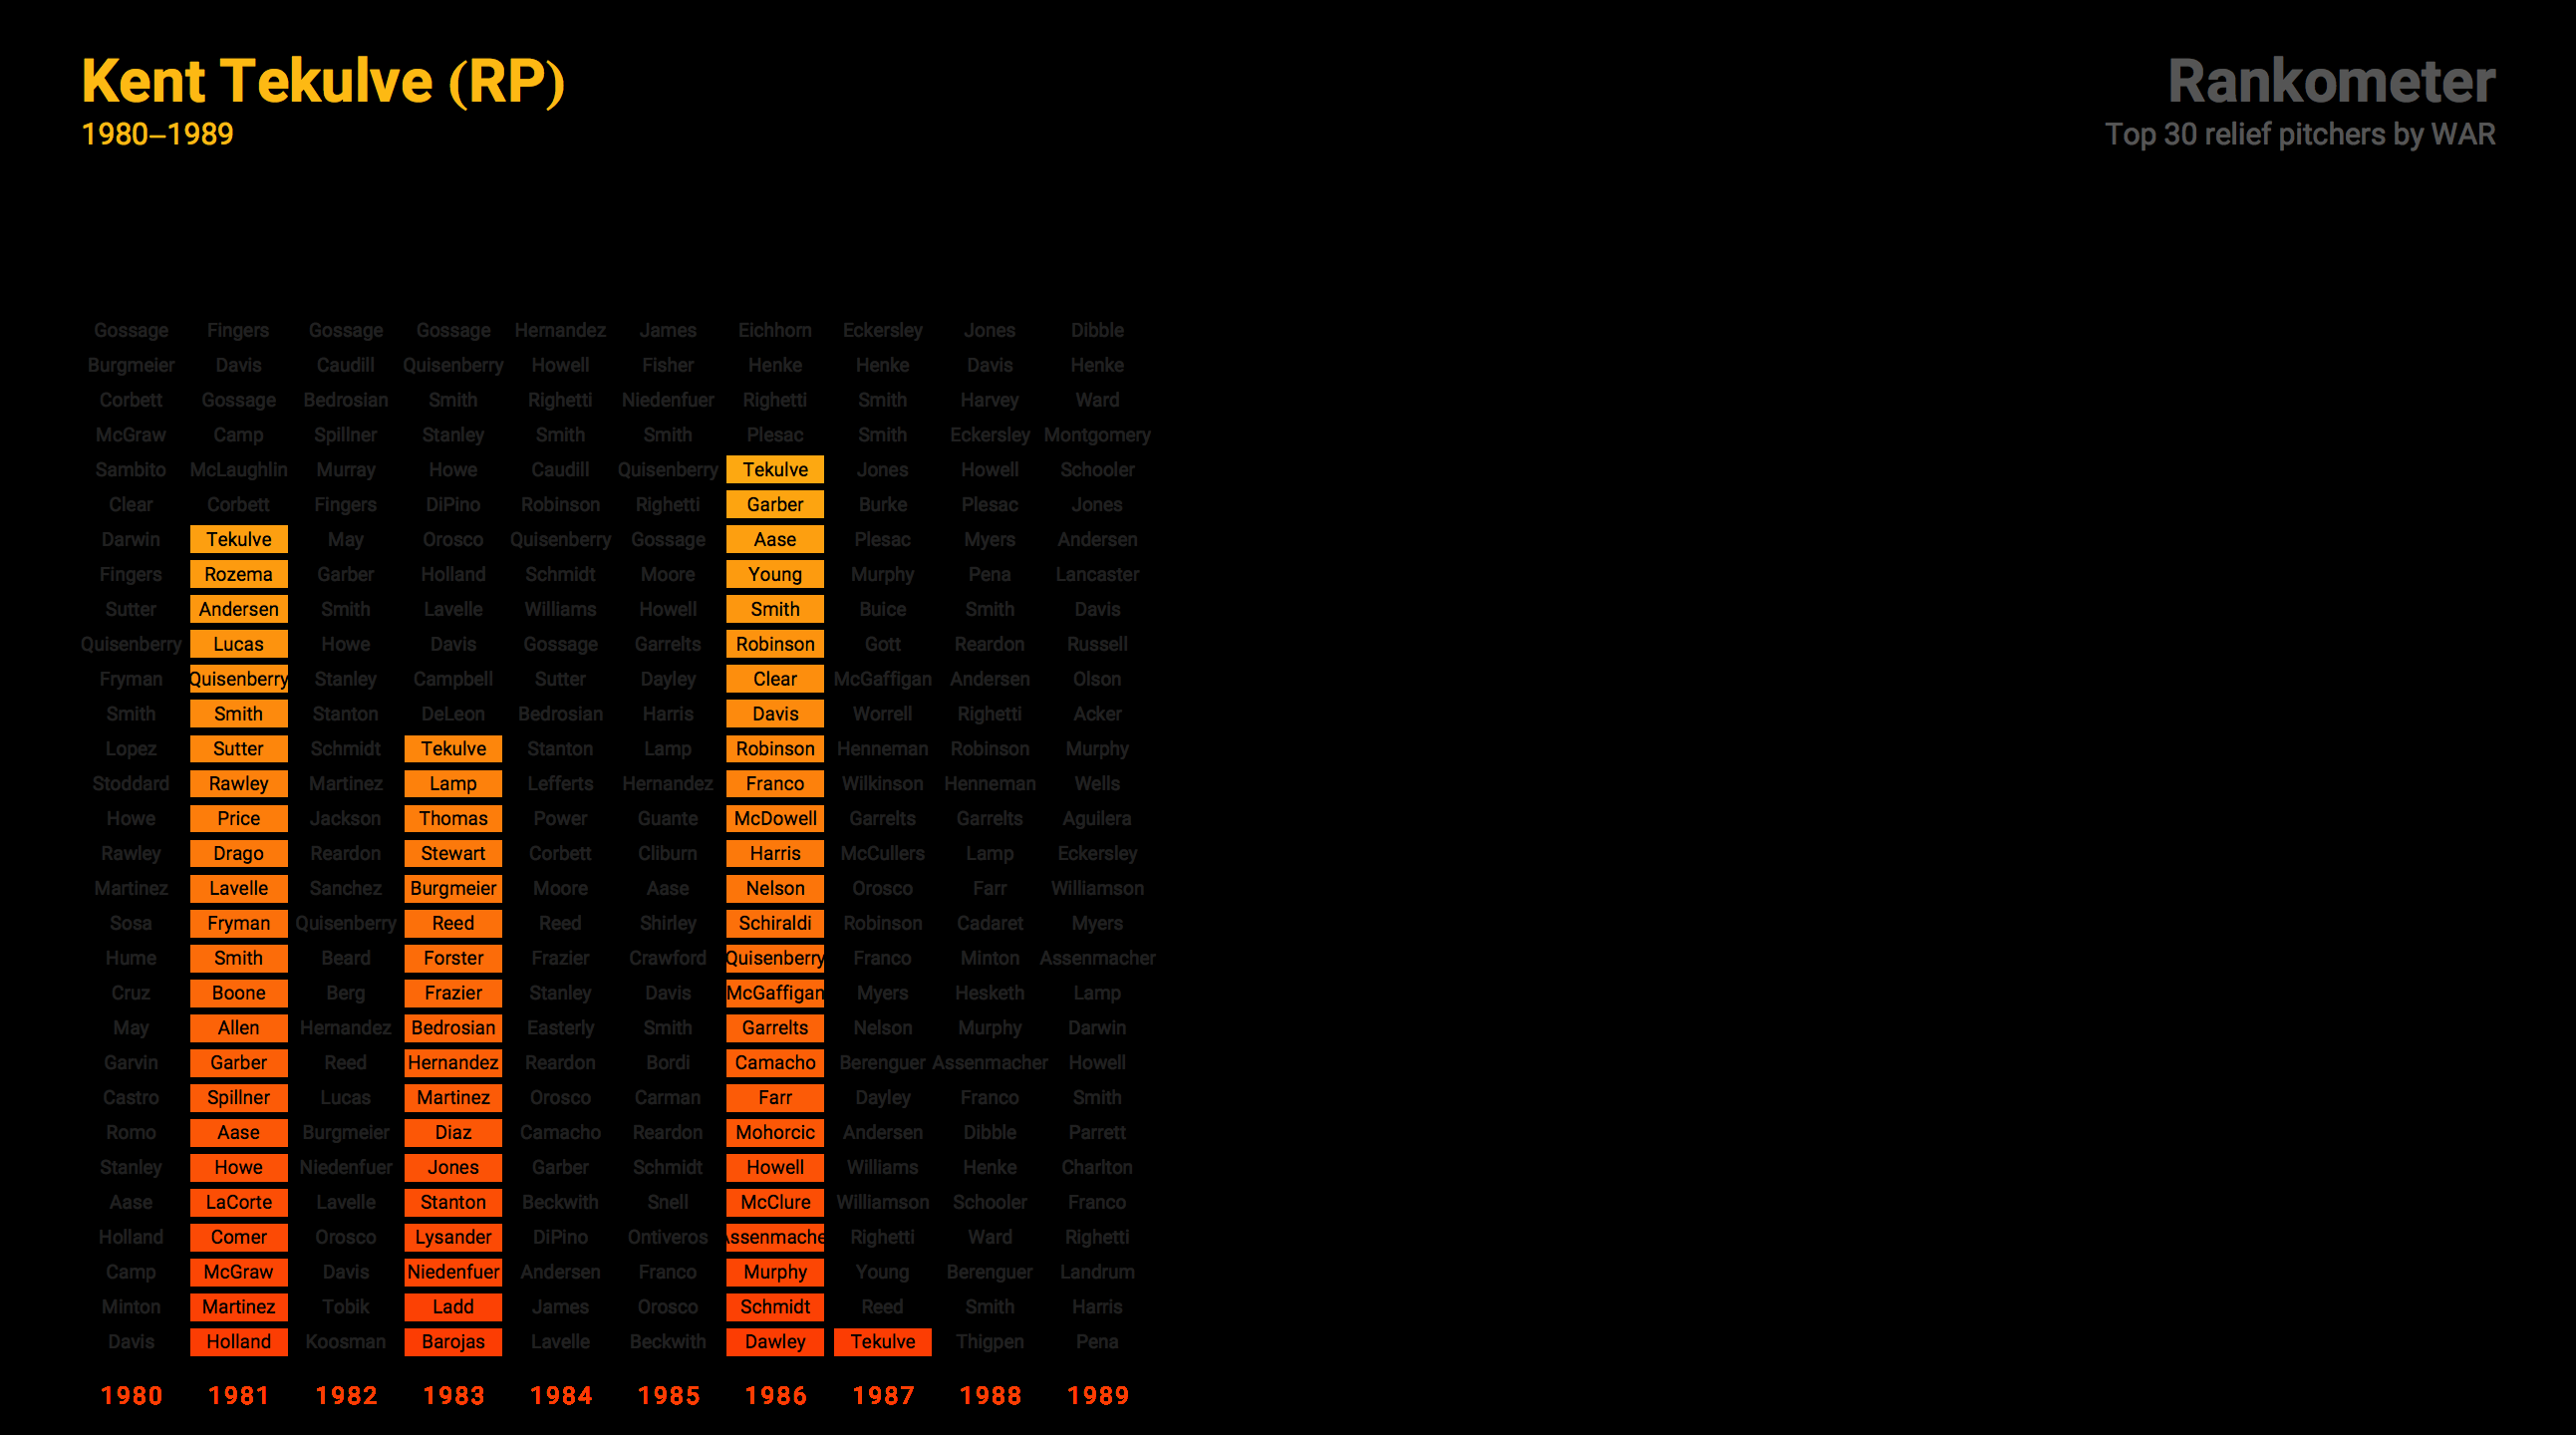 Kent Tekulve (RP)
1980–1989
Rankometer
Top 30 relief pitchers by WAR
Gossage Fingers Gossage Gossage Hernandez James Eichhorn Eckersley Jones Dibble
Burgmeier Davis Caudill Quisenberry Howell Fisher Henke Henke Davis Henke
Corbett Gossage Bedrosian Smith Righetti Niedenfuer Righetti Smith Harvey Ward
McGraw Camp Spillner Stanley Smith Smith Plesac Smith Eckersley Montgomery
Sambito McLaughlin Murray Howe Caudill Quisenberry Tekulve Jones Howell Schooler
Clear Corbett Fingers DiPino Robinson Righetti Garber Burke Plesac Jones
Darwin Tekulve May Orosco Quisenberry Gossage Aase Plesac Myers Andersen
Fingers Rozema Garber Holland Schmidt Moore Young Murphy Pena Lancaster
Sutter Andersen Smith Lavelle Williams Howell Smith Buice Smith Davis
Quisenberry Lucas Howe Davis Gossage Garrelts Robinson Gott Reardon Russell
Fryman Quisenberry Stanley Campbell Sutter Dayley Clear McGaffigan Andersen Olson
Smith Smith Stanton DeLeon Bedrosian Harris Davis Worrell Righetti Acker
Lopez Sutter Schmidt Tekulve Stanton Lamp Robinson Henneman Robinson Murphy
Stoddard Rawley Martinez Lamp Lefferts Hernandez Franco Wilkinson Henneman Wells
Howe Price Jackson Thomas Power Guante McDowell Garrelts Garrelts Aguilera
Rawley Drago Reardon Stewart Corbett Cliburn Harris McCullers Lamp Eckersley
Martinez Lavelle Sanchez Burgmeier Moore Aase Nelson Orosco Farr Williamson
Sosa Fryman Quisenberry Reed Reed Shirley Schiraldi Robinson Cadaret Myers
Hume Smith Beard Forster Frazier Crawford Quisenberry Franco Minton Assenmacher
Cruz Boone Berg Frazier Stanley Davis McGaffigan Myers Hesketh Lamp
May Allen Hernandez Bedrosian Easterly Smith Garrelts Nelson Murphy Darwin
Garvin Garber Reed Hernandez Reardon Bordi Camacho Berenguer Assenmacher Howell
Castro Spillner Lucas Martinez Orosco Carman Farr Dayley Franco Smith
Romo Aase Burgmeier Diaz Camacho Reardon Mohorcic Andersen Dibble Parrett
Stanley Howe Niedenfuer Jones Garber Schmidt Howell Williams Henke Charlton
Aase LaCorte Lavelle Stanton Beckwith Snell McClure Williamson Schooler Franco
Holland Comer Orosco Lysander DiPino Ontiveros Assenmache Righetti Ward Righetti
Camp McGraw Davis Niedenfuer Andersen Franco Murphy Young Berenguer Landrum
Minton Martinez Tobik Ladd James Orosco Schmidt Reed Smith Harris
Davis Holland Koosman Barojas Lavelle Beckwith Dawley Tekulve Thigpen Pena
1980 1981 1982 1983 1984 1985 1986 1987 1988 1989